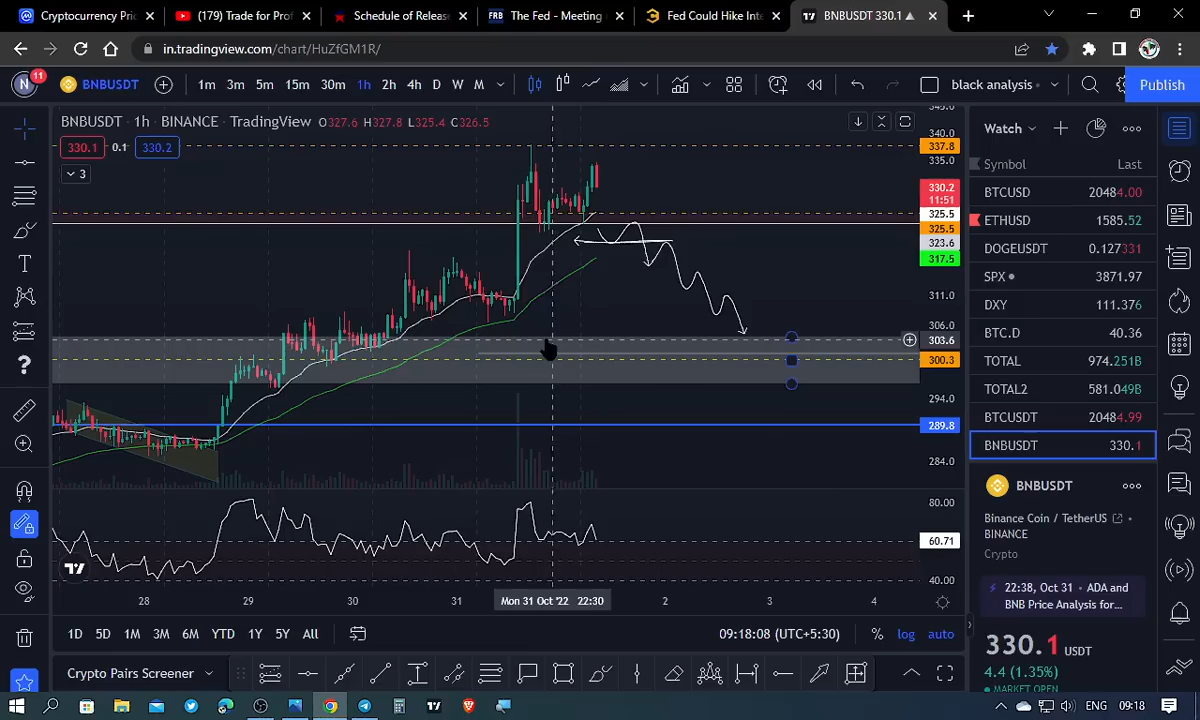 Cryptocurrency Pric
(179) Trade for Prof
Schedule of Release
FRB
The Fed - Meeting
Fed Could Hike Inte
BNBUSDT 330.1
in.tradingview.com/chart/HuZfGM1R/
N
11
BNBUSDT
1m 3m 5m 15m 30m 1h 2h 4h D W M
black analysis
Publish
BNBUSDT · 1h · BINANCE · TradingView O327.6 H327.8 L325.4 C326.5
330.1 0.1 330.2
3
345.0
340.0
337.8
335.0
330.2
11:51
325.5
325.5
323.6
317.5
311.0
306.0
303.6
300.3
294.0
289.8
284.0
80.00
60.71
40.00
28 29 30 31 Mon 31 Oct '22 22:30 2 3 4
1D 5D 1M 3M 6M YTD 1Y 5Y All
09:18:08 (UTC+5:30) % log auto
Crypto Pairs Screener
Watch
Symbol Last
BTCUSD 20484.00
ETHUSD 1585.52
DOGEUSDT 0.127331
SPX 3871.97
DXY 111.376
BTC.D 40.36
TOTAL 974.251B
TOTAL2 581.049B
BTCUSDT 20484.99
BNBUSDT 330.1
BNBUSDT
Binance Coin / TetherUS
BINANCE
Crypto
22:38, Oct 31 · ADA and
BNB Price Analysis for...
330.1 USDT
4.4 (1.35%)
MARKET OPEN
ENG 09:18